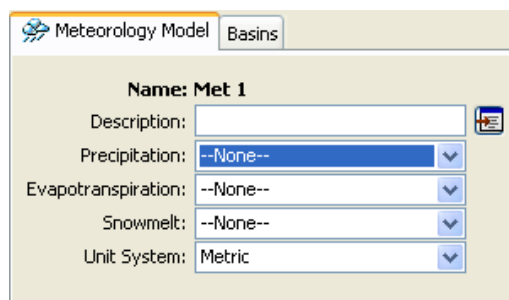 Meteorology Model Basins
Name: Met 1
Description:
Precipitation: --None--
Evapotranspiration: --None--
Snowmelt: --None--
Unit System: Metric